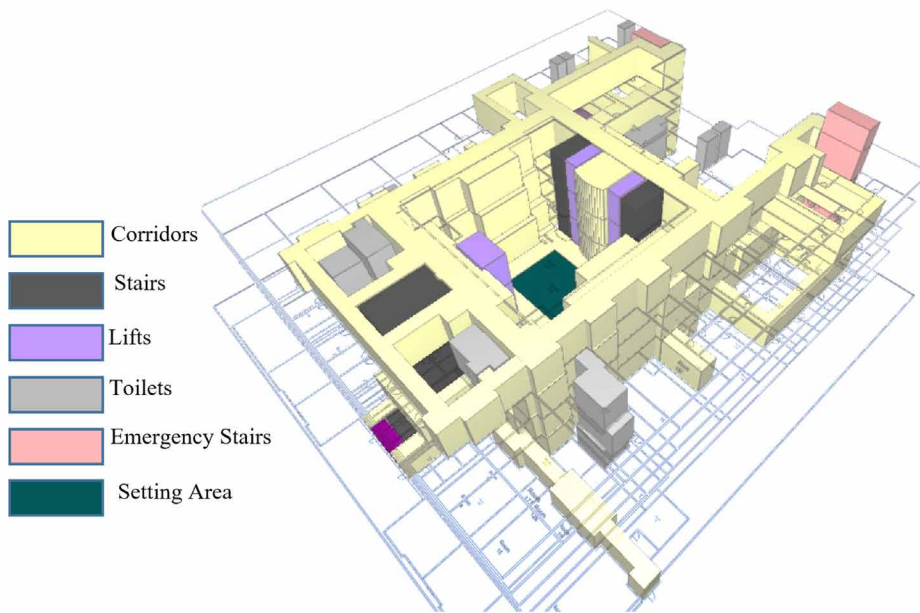 Corridors
Stairs
Lifts
Toilets
Emergency Stairs
Setting Area